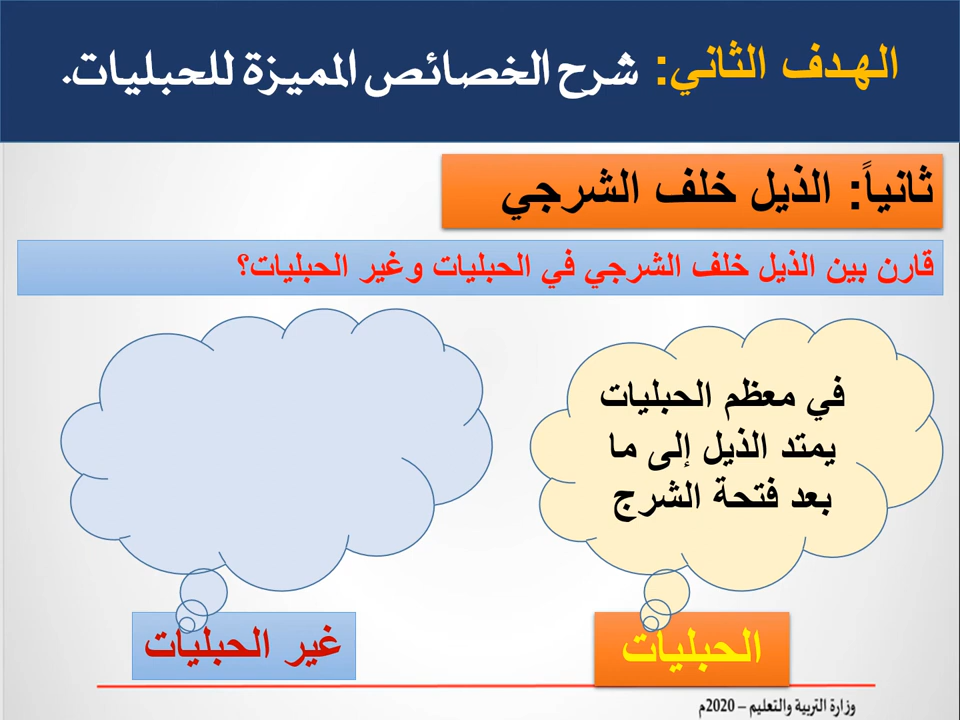 الهـدف الثاني: شرح الخصائص المميزة للحبليات.
ثانياً: الذيل خلف الشرجي
قارن بين الذيل خلف الشرجي في الحبليات وغير الحبليات؟
في معظم الحبليات
يمتد الذيل إلى ما
بعد فتحة الشرج
الحبليات
غير الحبليات
وزارة التربية والتعليم – 2020م